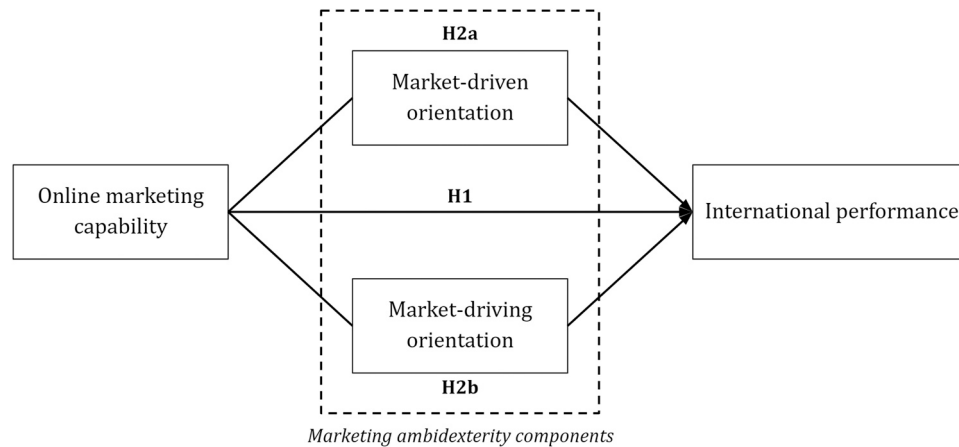 H2a
Market-driven
orientation
Online marketing
capability
H1
International performance
Market-driving
orientation
H2b
Marketing ambidexterity components